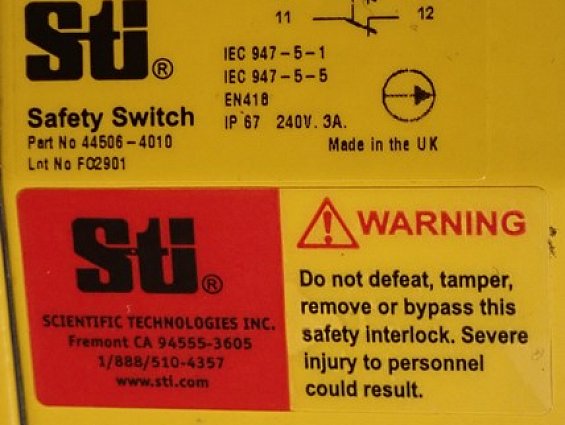 11 12
sti®
IEC 947-5-1
IEC 947-5-5
EN418
IP 67 240V. 3A.
Safety Switch
Part No 44506-4010
Lot No FO2901
Made in the UK
sti®
SCIENTIFIC TECHNOLOGIES INC.
Fremont CA 94555-3605
1/888/510-4357
www.sti.com
WARNING
Do not defeat, tamper,
remove or bypass this
safety interlock. Severe
injury to personnel
could result.